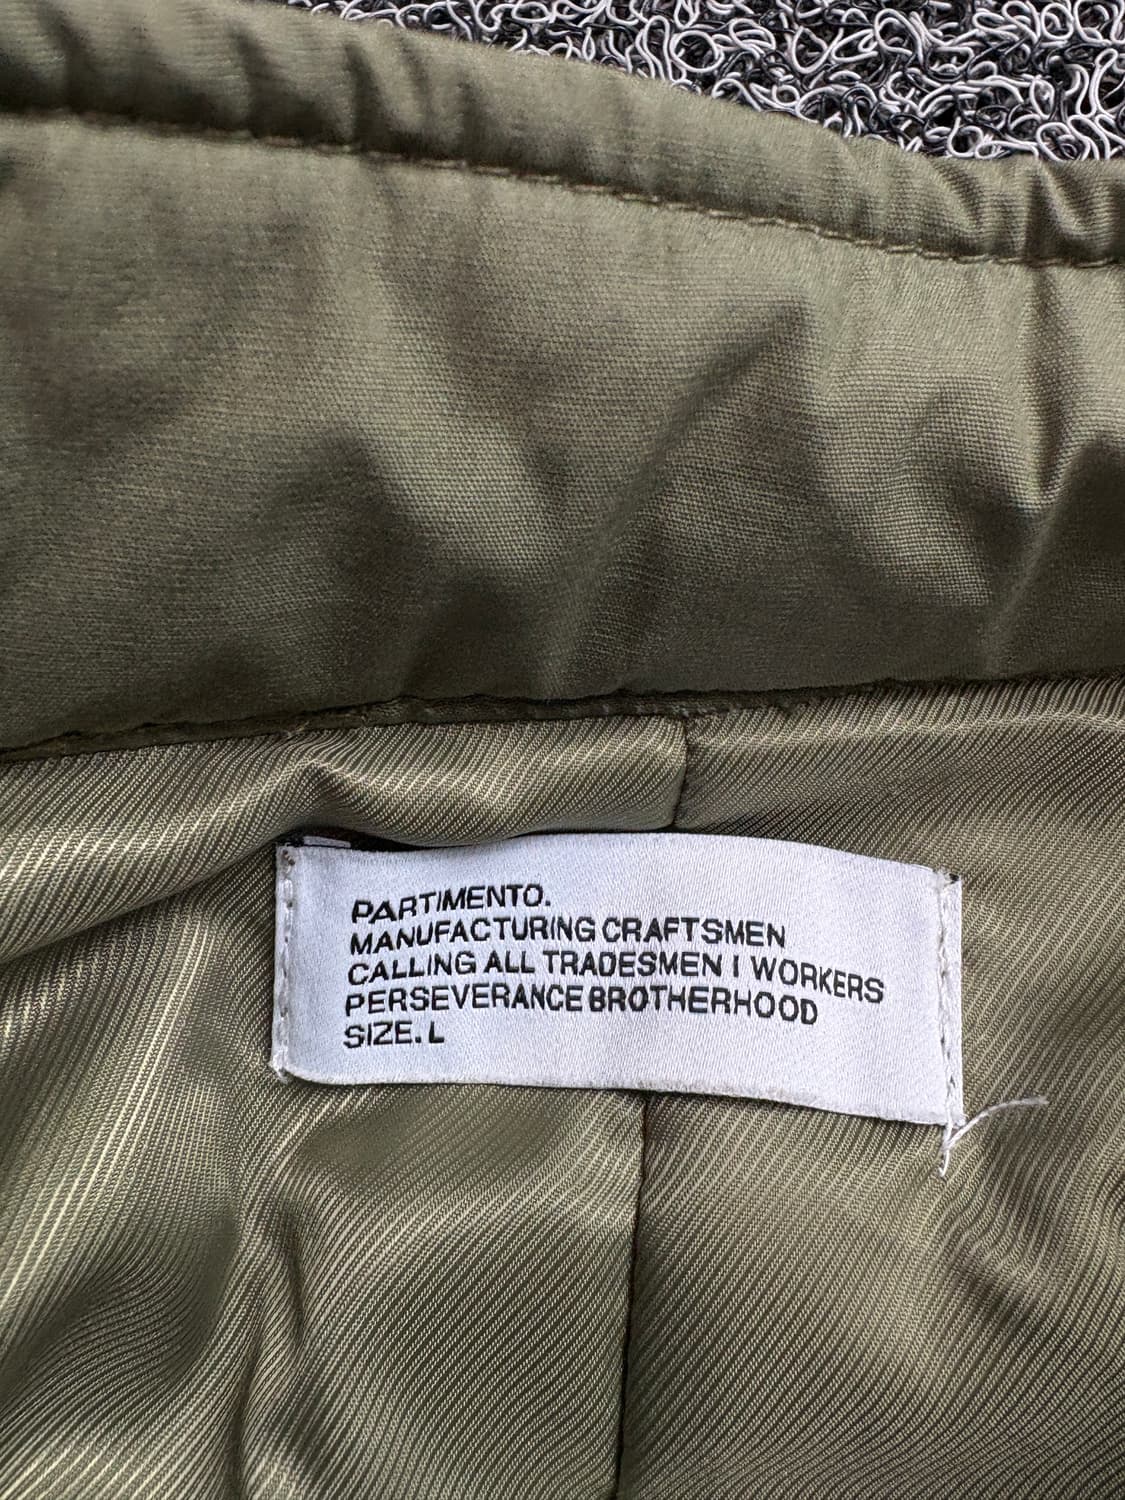 PARTIMENTO.
MANUFACTURING CRAFTSMEN
CALLING ALL TRADESMEN I WORKERS
PERSEVERANCE BROTHERHOOD
SIZE. L